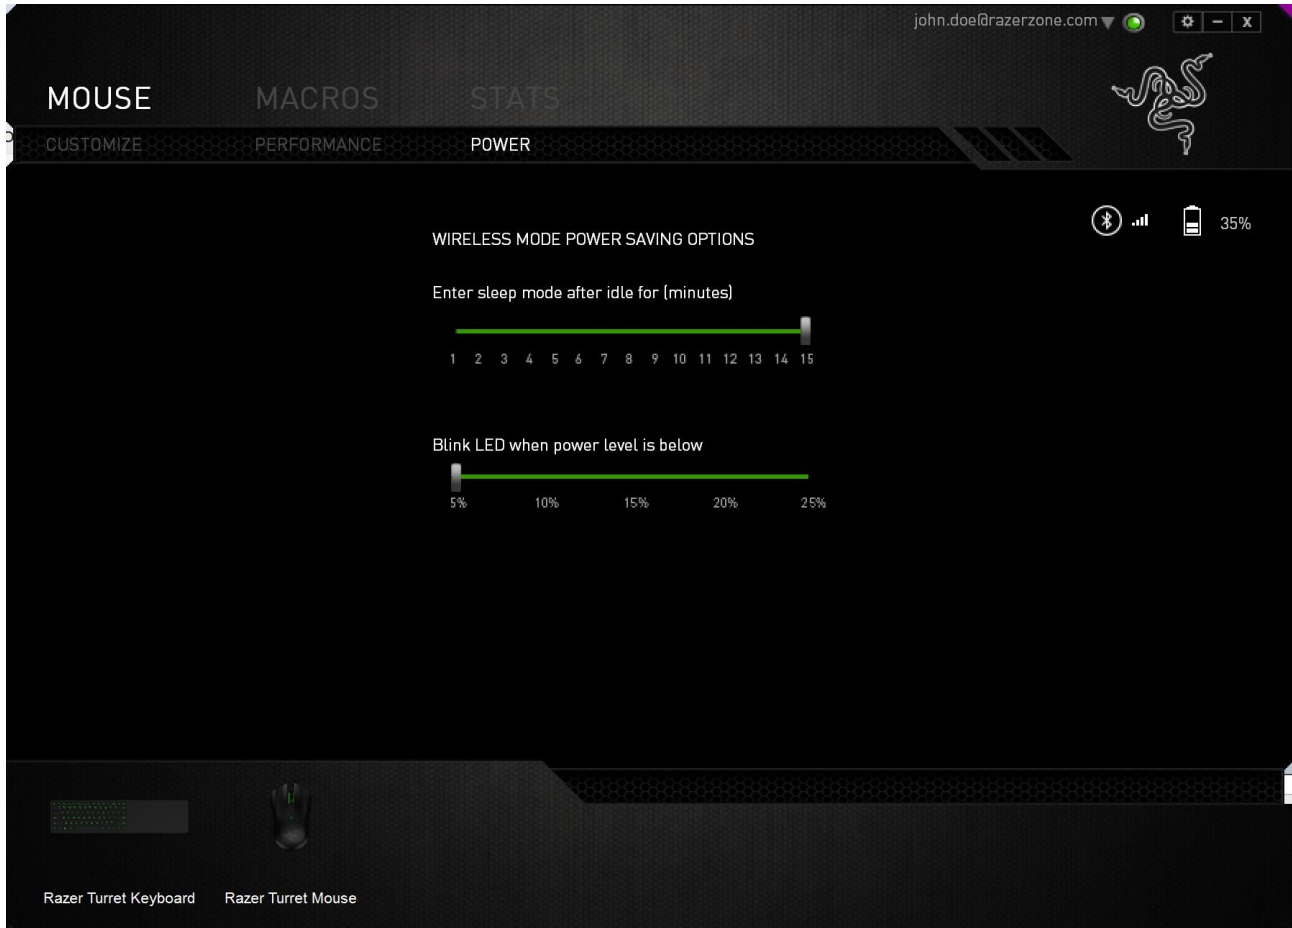 john.doe@razerzone.com
X
MOUSE MACROS STATS
CUSTOMIZE PERFORMANCE POWER
35%
WIRELESS MODE POWER SAVING OPTIONS
Enter sleep mode after idle for (minutes)
1 2 3 4 5 6 7 8 9 10 11 12 13 14 15
Blink LED when power level is below
5% 10% 15% 20% 25%
Razer Turret Keyboard Razer Turret Mouse